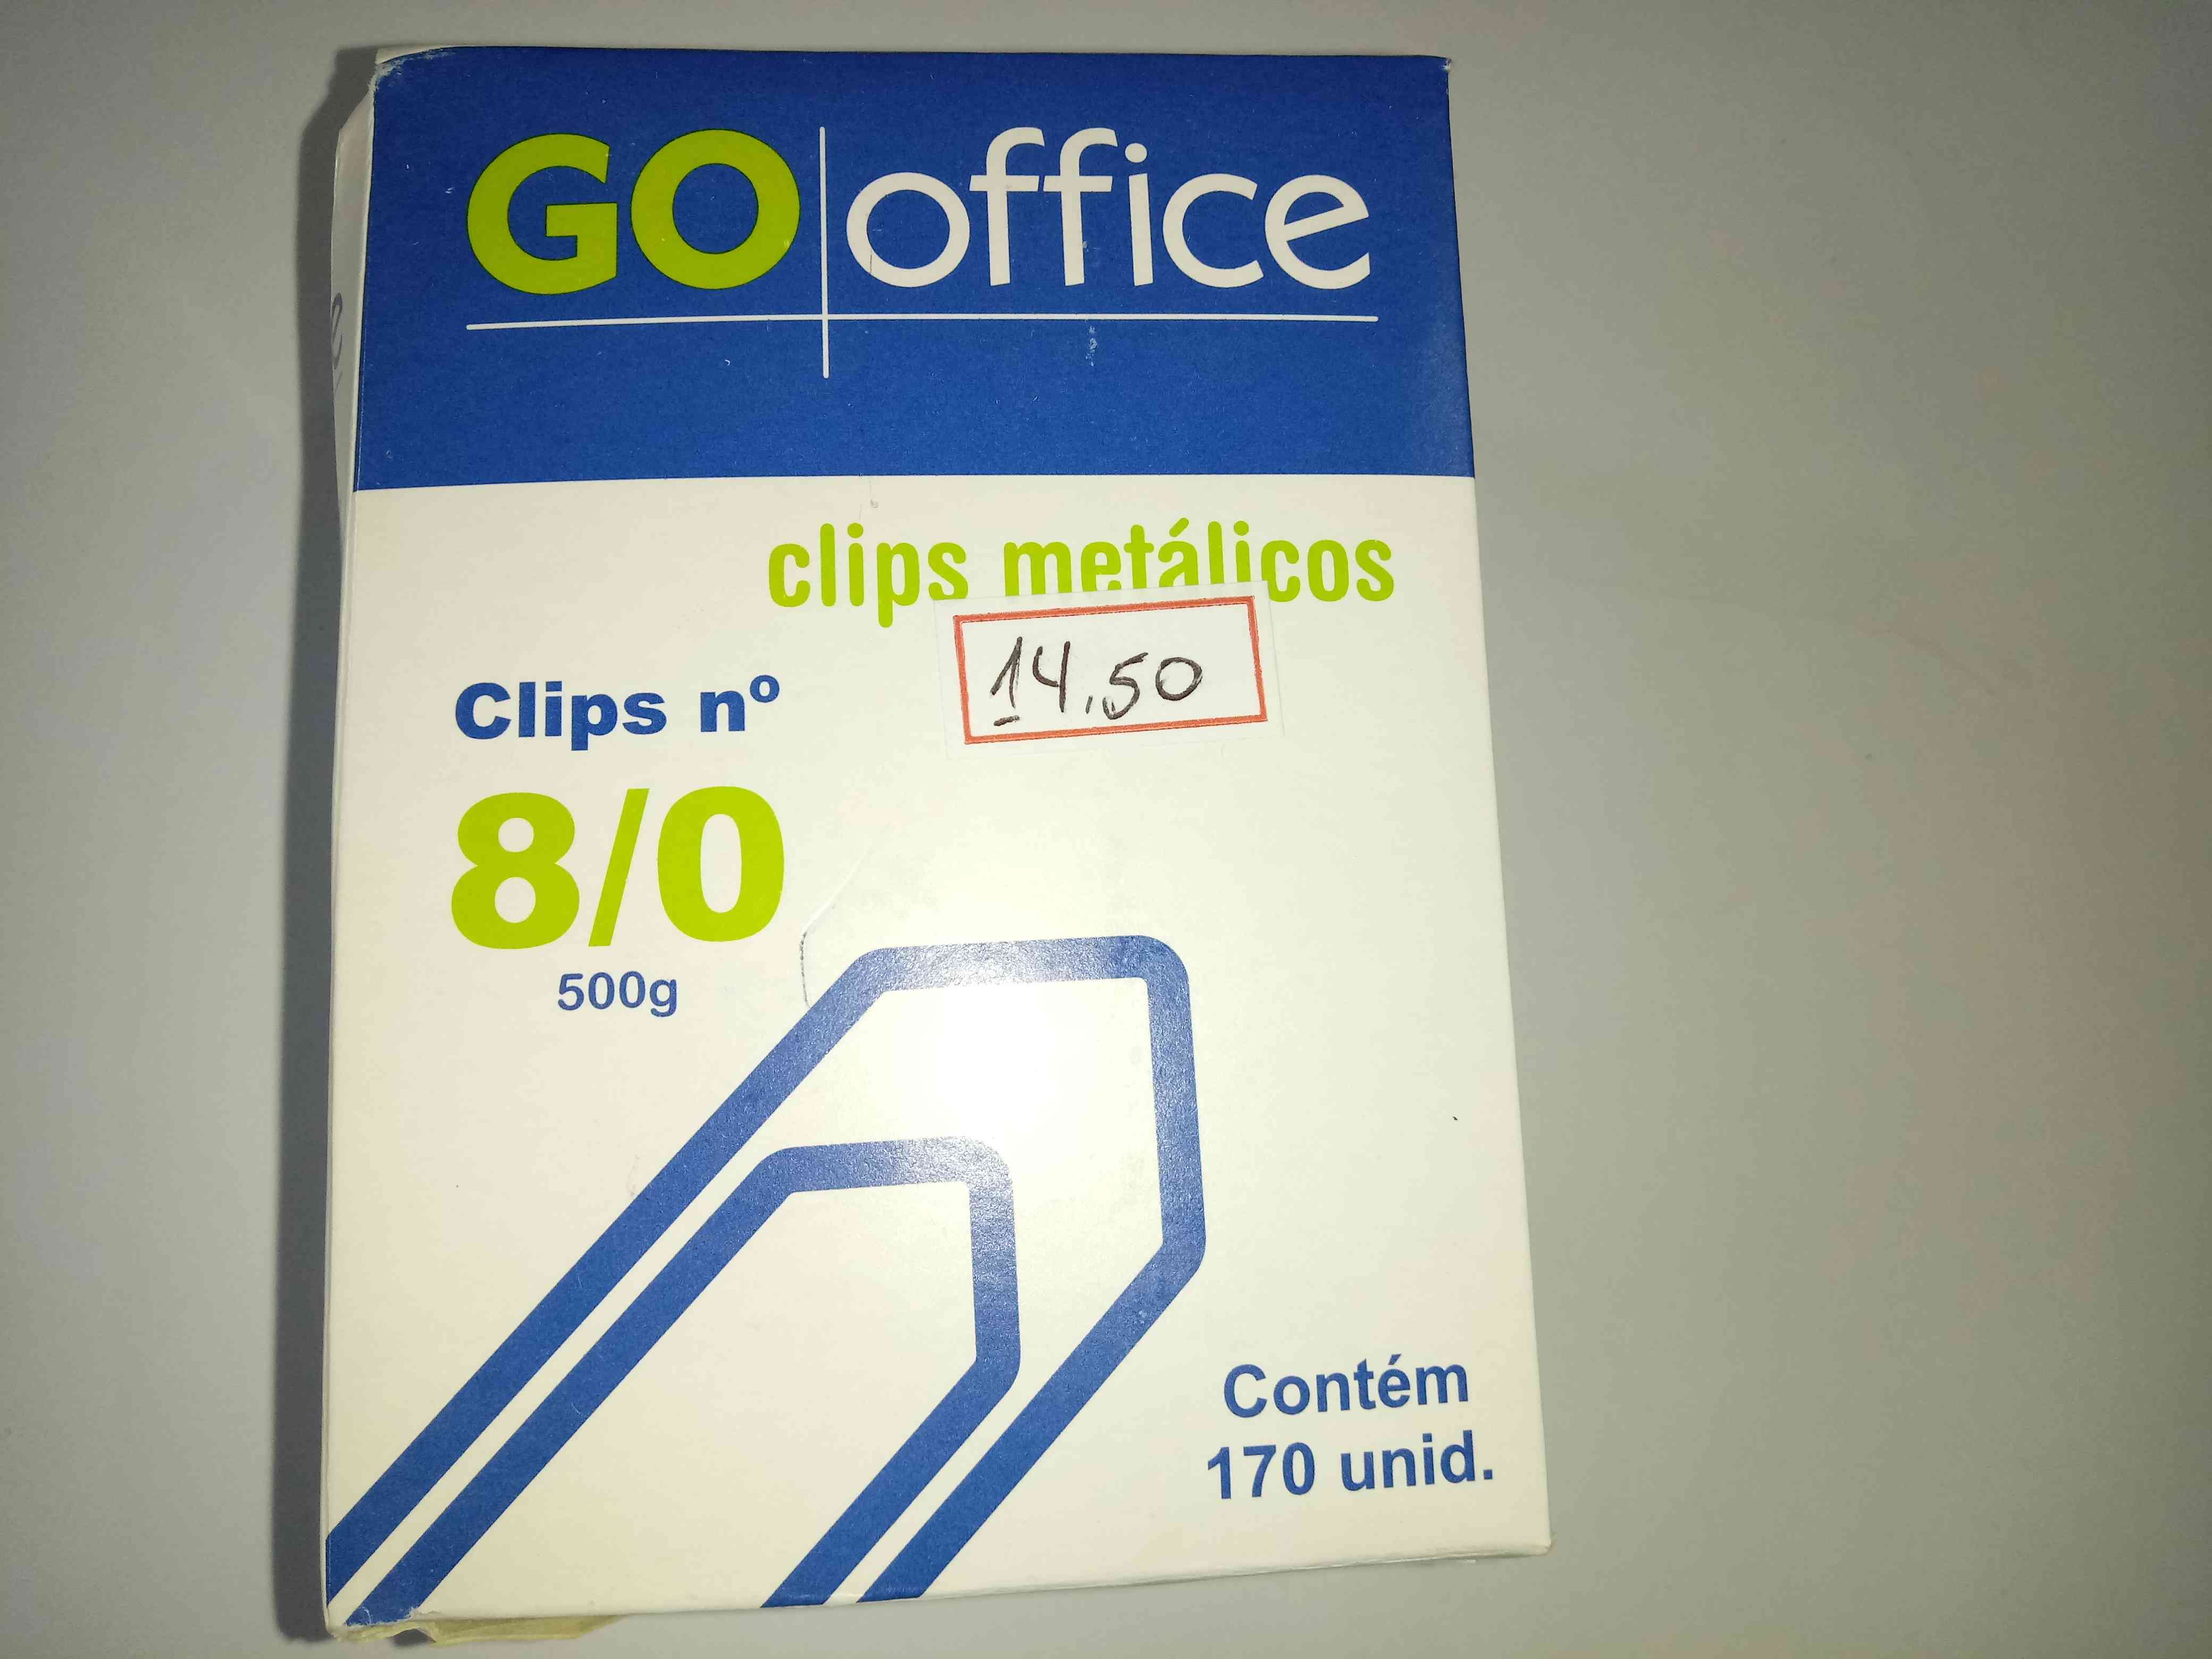 GO office
clips metálicos
14,50
Clips nº
8/0
500g
Contém
170 unid.